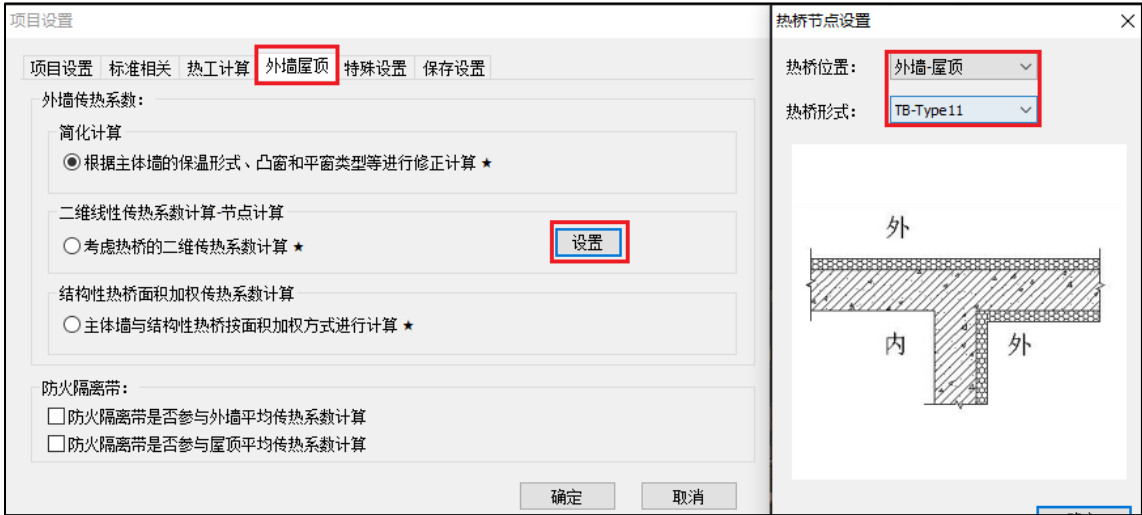 项目设置
项目设置 标准相关 热工计算 外墙屋顶 特殊设置 保存设置
外墙传热系数：
简化计算
根据主体墙的保温形式、凸窗和平窗类型等进行修正计算 ★
二维线性传热系数计算-节点计算
考虑热桥的二维传热系数计算 ★
设置
结构性热桥面积加权传热系数计算
主体墙与结构性热桥按面积加权方式进行计算 ★
防火隔离带：
防火隔离带是否参与外墙平均传热系数计算
防火隔离带是否参与屋顶平均传热系数计算
确定 取消
热桥节点设置
热桥位置： 外墙-屋顶
热桥形式： TB-Type11
外
内 外